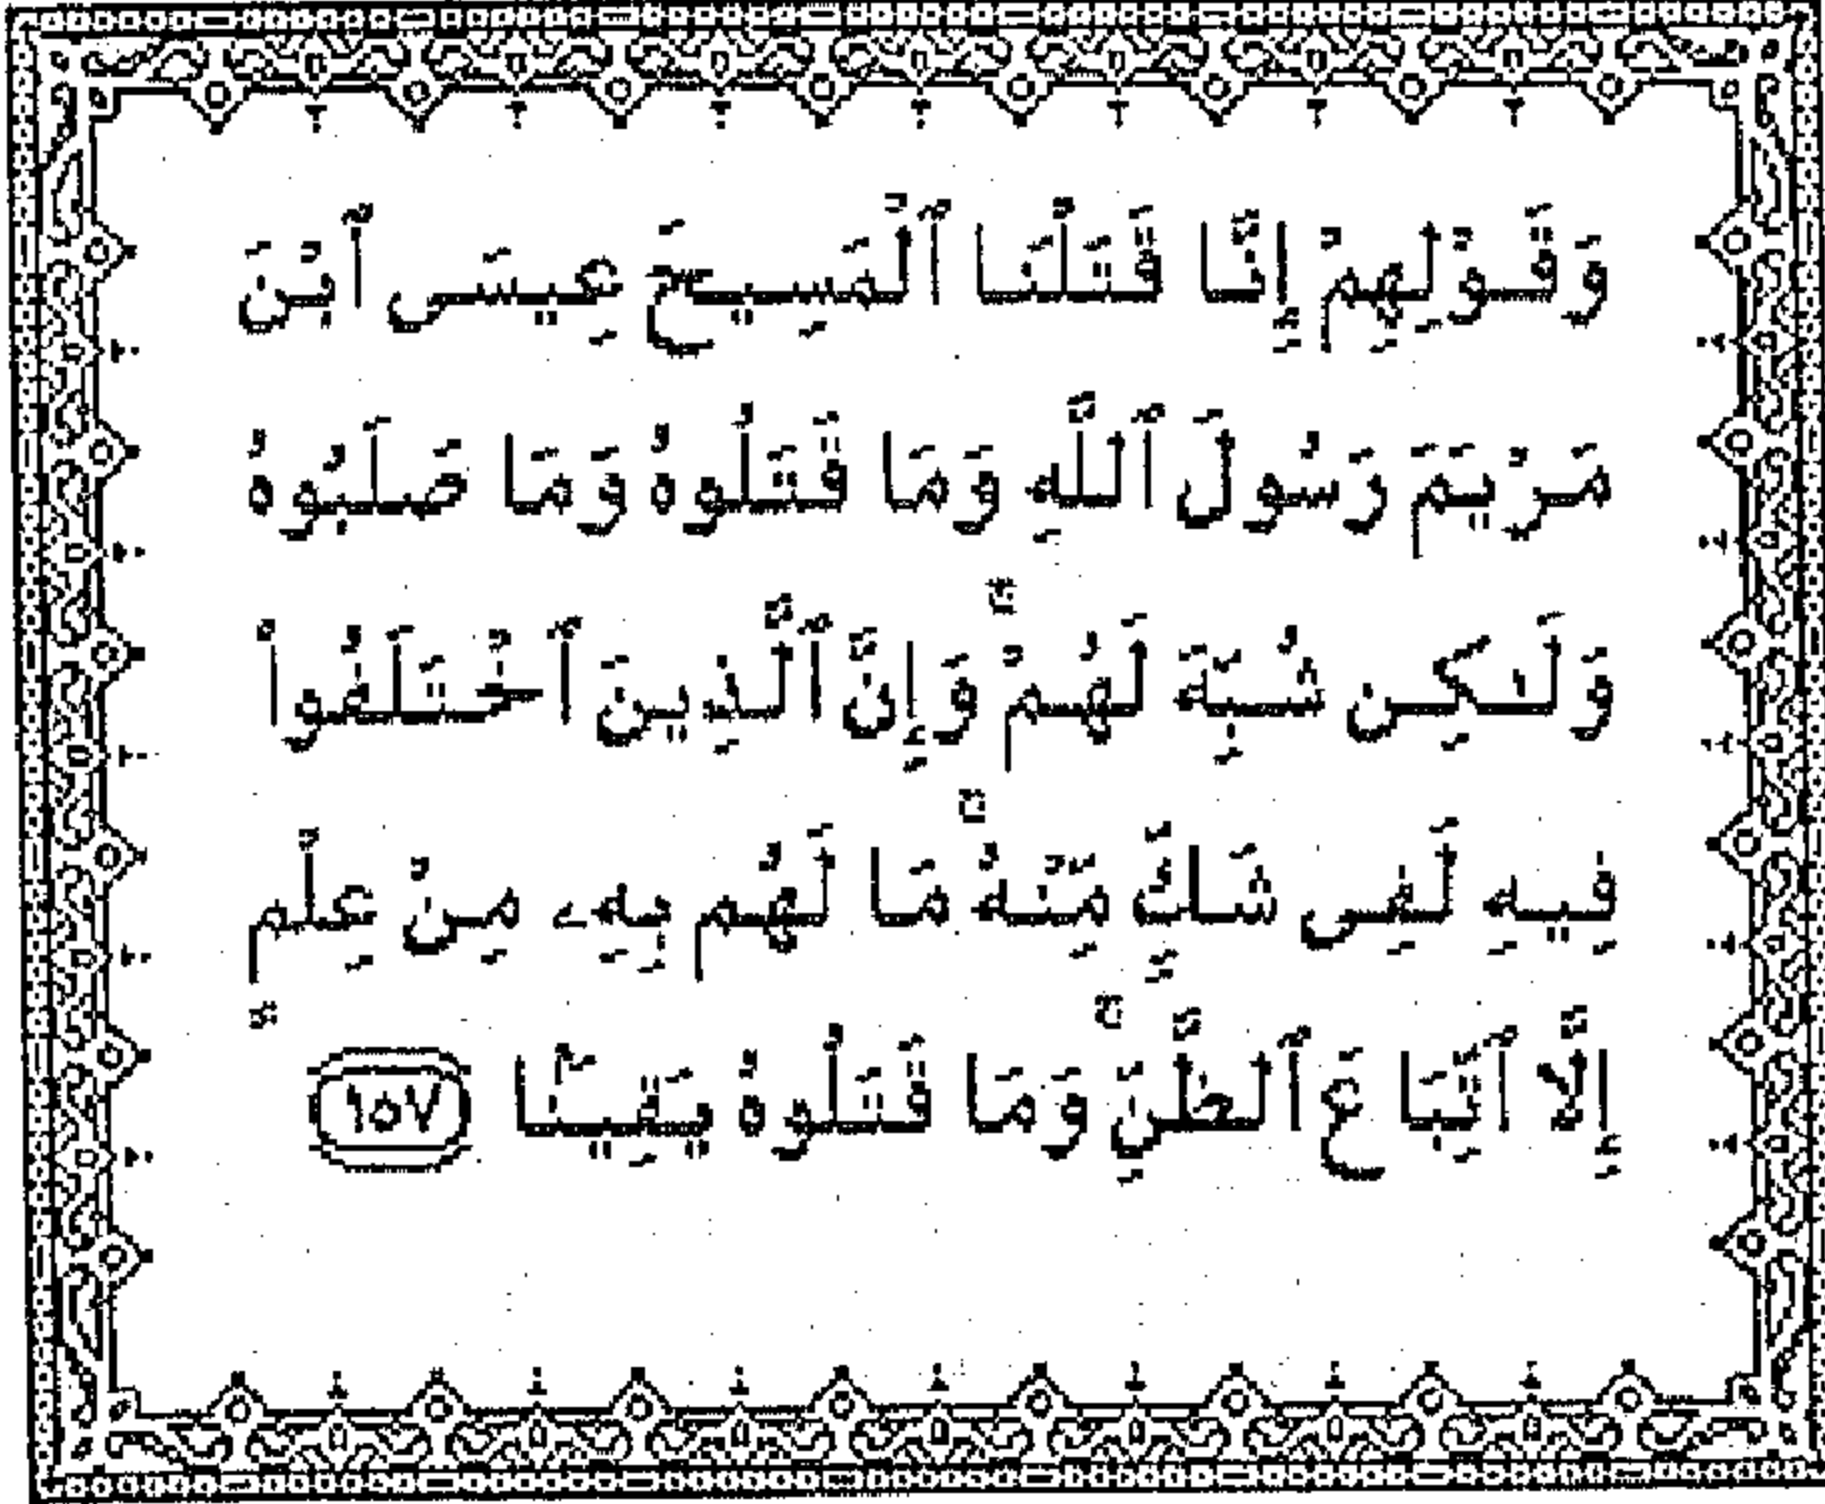 وَقَوْلِهِمْ إِنَّا قَتَلْنَا ٱلْمَسِيحَ عِيسَى ٱبْنَ
مَرْيَمَ رَسُولَ ٱللَّهِ وَمَا قَتَلُوهُ وَمَا صَلَبُوهُ
وَلَـٰكِن شُبِّهَ لَهُمْ ۚ وَإِنَّ ٱلَّذِينَ ٱخْتَلَفُوا۟
فِيهِ لَفِى شَكٍّ مِّنْهُ ۚ مَا لَهُم بِهِۦ مِنْ عِلْمٍ
إِلَّا ٱتِّبَاعَ ٱلظَّنِّ ۚ وَمَا قَتَلُوهُ يَقِينًۢا ١٥٧